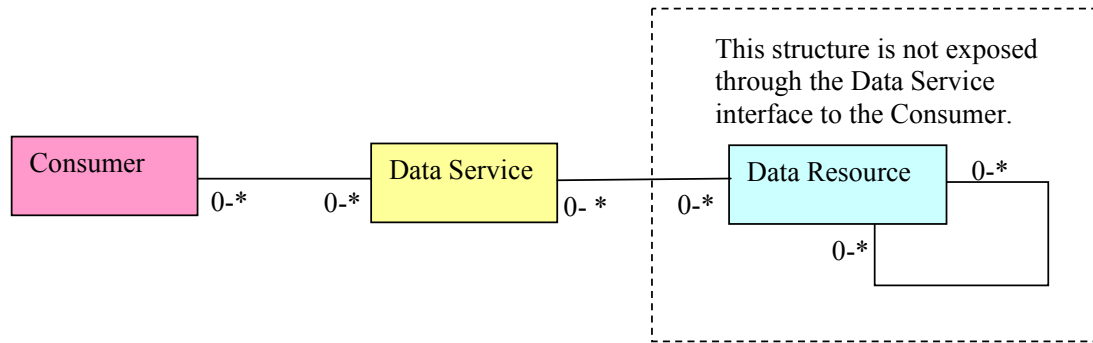 This structure is not exposed
through the Data Service
interface to the Consumer.
Consumer
Data Service
Data Resource
0-*
0-*
0-*
0- *
0-*
0-*